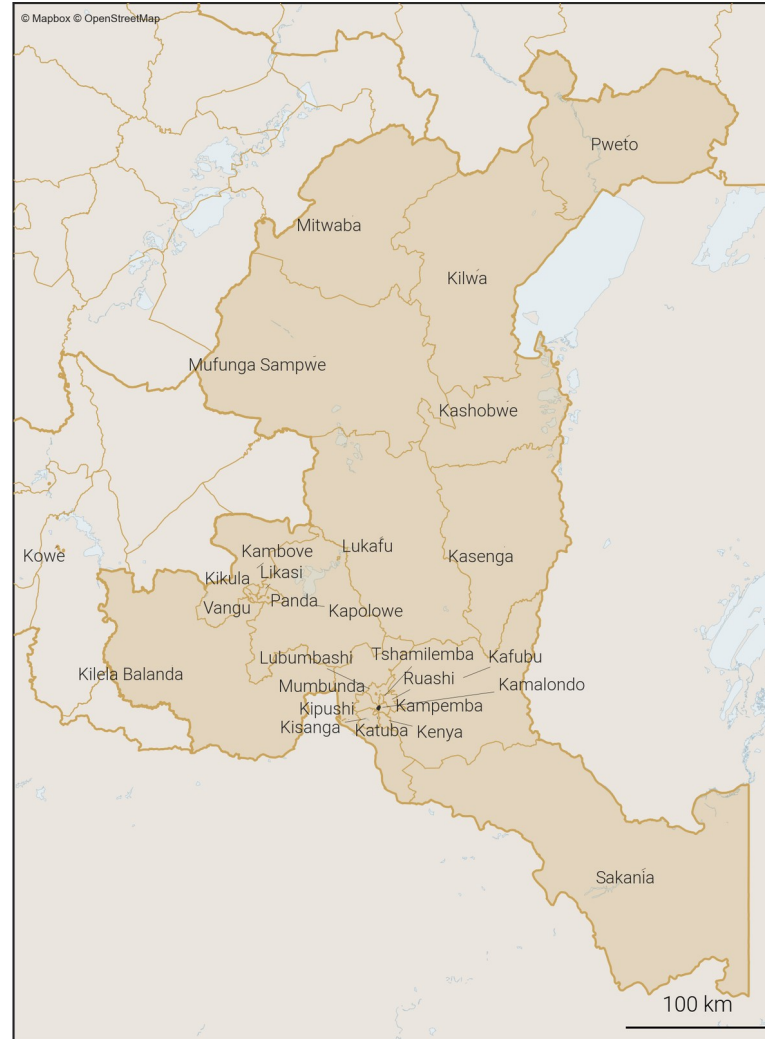 © Mapbox © OpenStreetMap
Pweto
Mitwaba
Kilwa
Mufunga Sampwe
Kashobwe
Kambove
Lukafu
Kowe
Likasi
Kasenga
Kikula
Vangu
Panda
Kapolowe
Lubumbashi
Tshamilemba
Kafubu
Kilela Balanda
Ruashi
Mumbunda
Kamalondo
Kipushi
Kampemba
Kisanga
Katuba
Kenya
Sakania
100 km